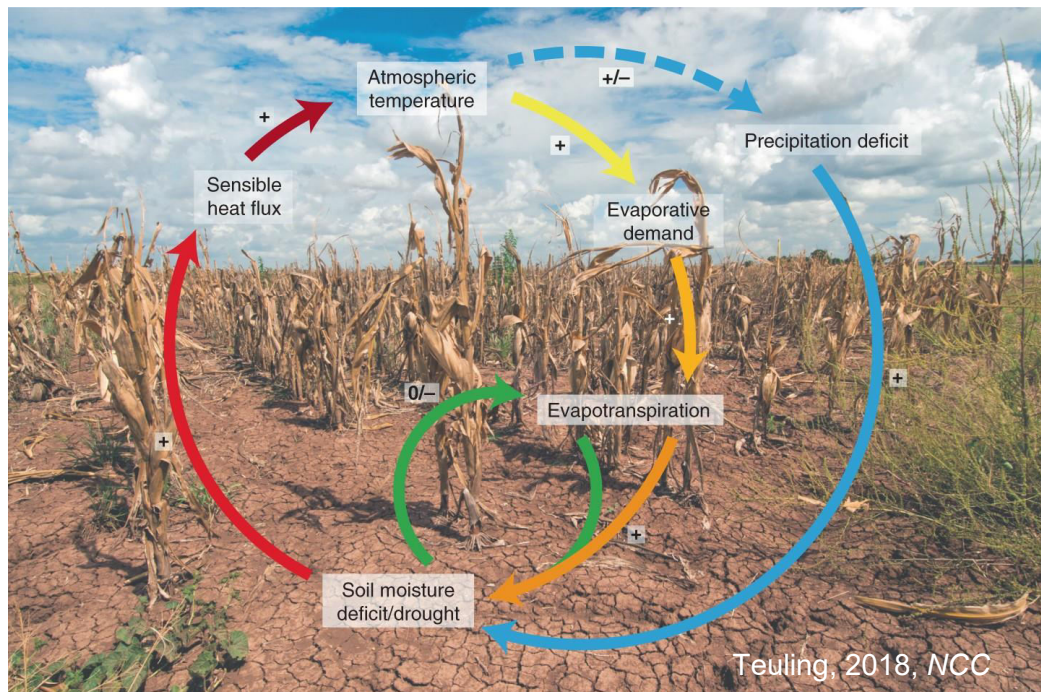 Atmospheric
temperature
+/–
+
+
Precipitation deficit
Sensible
heat flux
Evaporative
demand
+
0/–
Evapotranspiration
+
+
+
Soil moisture
deficit/drought
Teuling, 2018, NCC